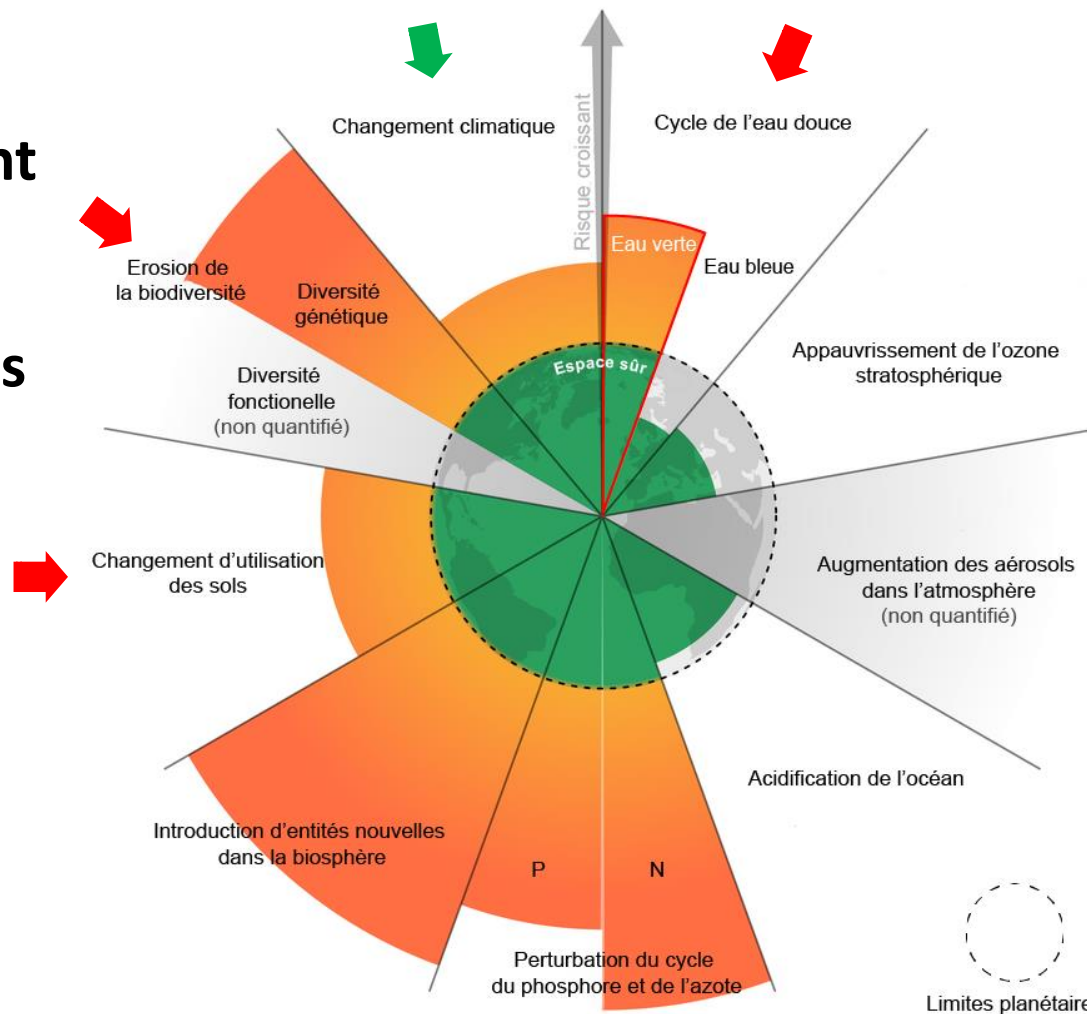 Changement climatique
Risque croissant
Cycle de l'eau douce
nt
Eau verte
Eau bleue
Erosion de
la biodiversité
Diversité
génétique
s
Espace sûr
Appauvrissement de l'ozone
stratosphérique
Diversité
fonctionelle
(non quantifié)
Changement d'utilisation
des sols
Augmentation des aérosols
dans l'atmosphère
(non quantifié)
Acidification de l'océan
Introduction d'entités nouvelles
dans la biosphère
P
N
Perturbation du cycle
du phosphore et de l'azote
Limites planétaire